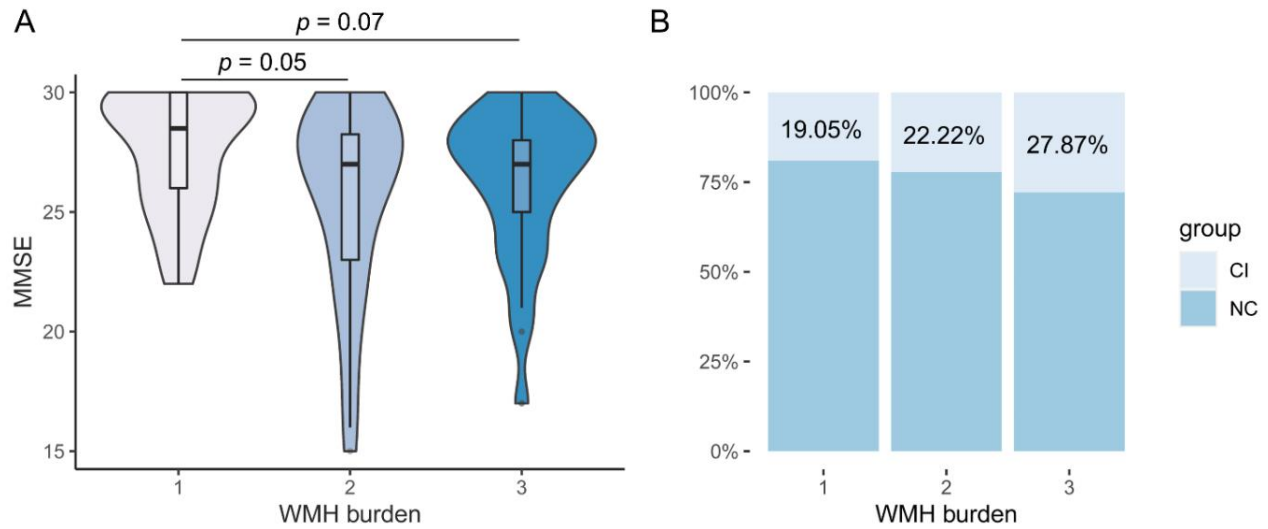 A
p = 0.07
p = 0.05
30
25
20
15
MMSE
1
2
3
WMH burden
B
100%
75%
50%
25%
0%
19.05%
22.22%
27.87%
1
2
3
WMH burden
group
CI
NC